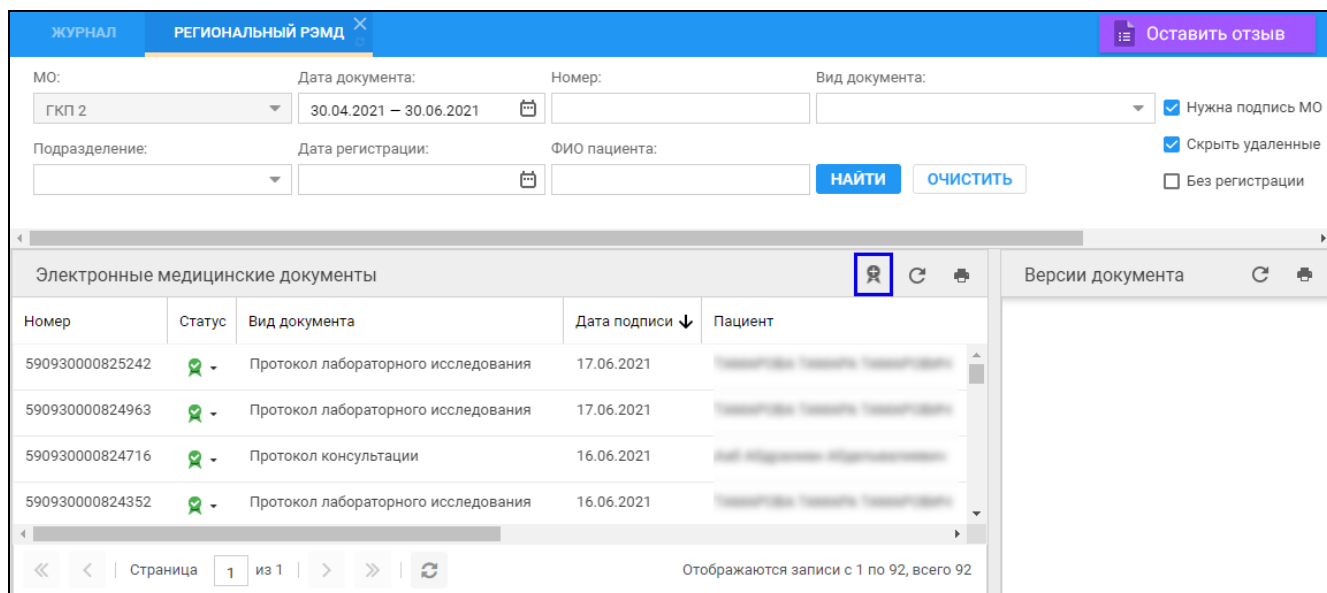 ЖУРНАЛ РЕГИОНАЛЬНЫЙ РЭМД Оставить отзыв
МО: Дата документа: Номер: Вид документа:
ГКП 2 30.04.2021 — 30.06.2021 Нужна подпись МО
Подразделение: Дата регистрации: ФИО пациента: Скрыть удаленные
НАЙТИ ОЧИСТИТЬ Без регистрации
Электронные медицинские документы Версии документа
Номер Статус Вид документа Дата подписи Пациент
590930000825242 Протокол лабораторного исследования 17.06.2021
590930000824963 Протокол лабораторного исследования 17.06.2021
590930000824716 Протокол консультации 16.06.2021
590930000824352 Протокол лабораторного исследования 16.06.2021
Страница 1 из 1 Отображаются записи с 1 по 92, всего 92